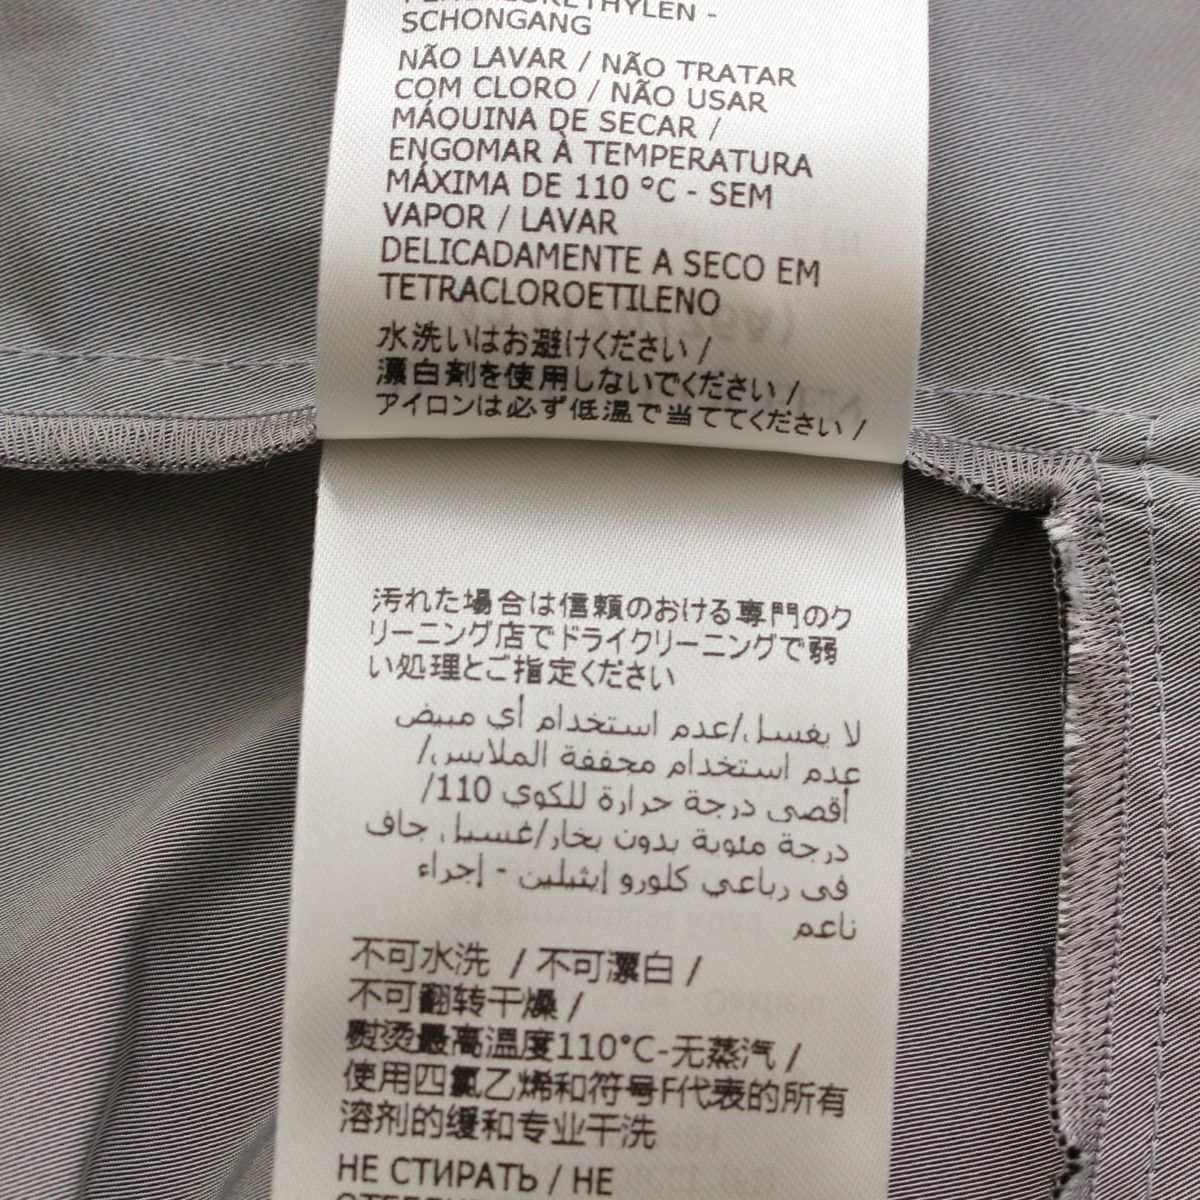 SCHONGANG
NÃO LAVAR / NÃO TRATAR
COM CLORO / NÃO USAR
MÁQUINA DE SECAR /
ENGOMAR À TEMPERATURA
MÁXIMA DE 110 °C - SEM
VAPOR / LAVAR
DELICADAMENTE A SECO EM
TETRACLOROETILENO
水洗いはお避けください /
漂白剤を使用しないでください /
アイロンは必ず低温で当ててください /
汚れた場合は信頼のおける専門のク
リーニング店でドライクリーニングで弱
い処理とご指定ください
لا يغسل/عدم استخدام أي مبيض
عدم استخدام مجففة الملابس/
أقصى درجة حرارة للكوي 110/
درجة مئوية بدون بخار/غسيل جاف
في رباعي كلورو إيثيلين - إجراء
ناعم
不可水洗 / 不可漂白 /
不可翻转干燥 /
熨烫最高温度110°C-无蒸汽 /
使用四氯乙烯和符号F代表的所有
溶剂的缓和专业干洗
НЕ СТИРАТЬ / НЕ